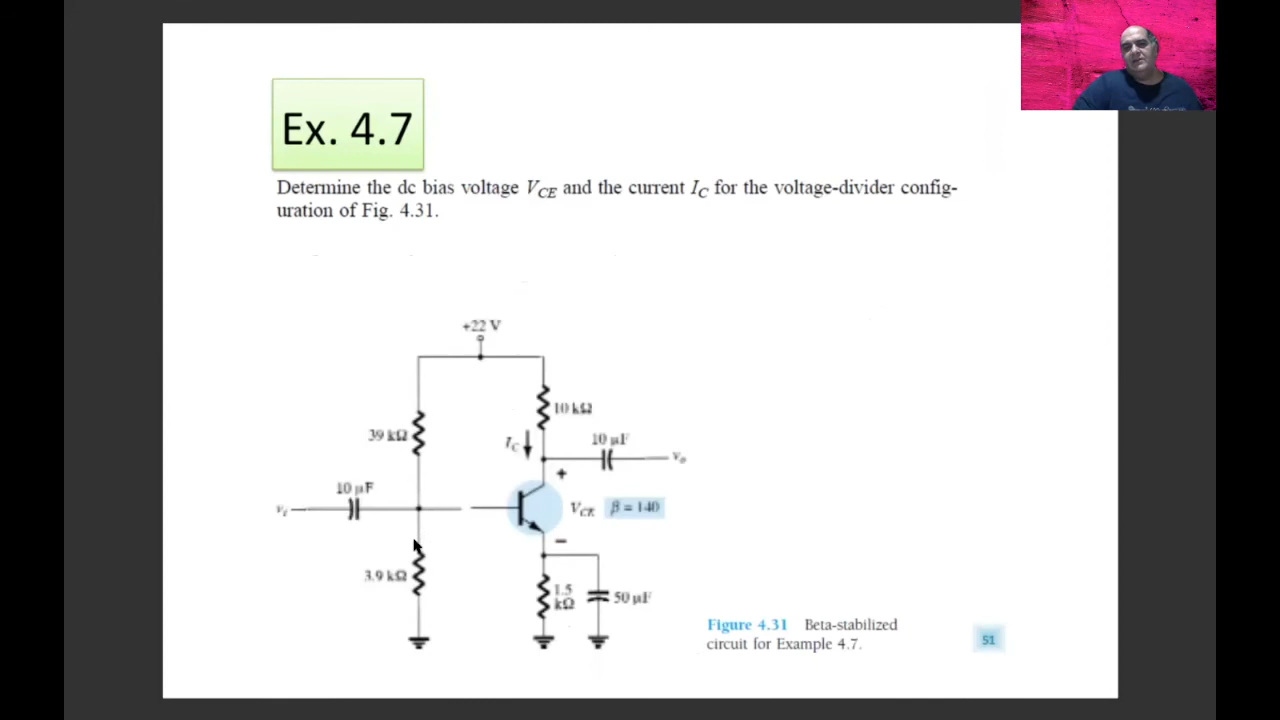 Ex. 4.7
Determine the dc bias voltage V_CE and the current I_C for the voltage-divider config-
uration of Fig. 4.31.
+22 V
10 kΩ
39 kΩ
I_C
10 µF
v_o
+
10 µF
v_i
V_CE
β = 140
–
3.9 kΩ
1.5
kΩ
50 µF
Figure 4.31 Beta-stabilized
circuit for Example 4.7.
51